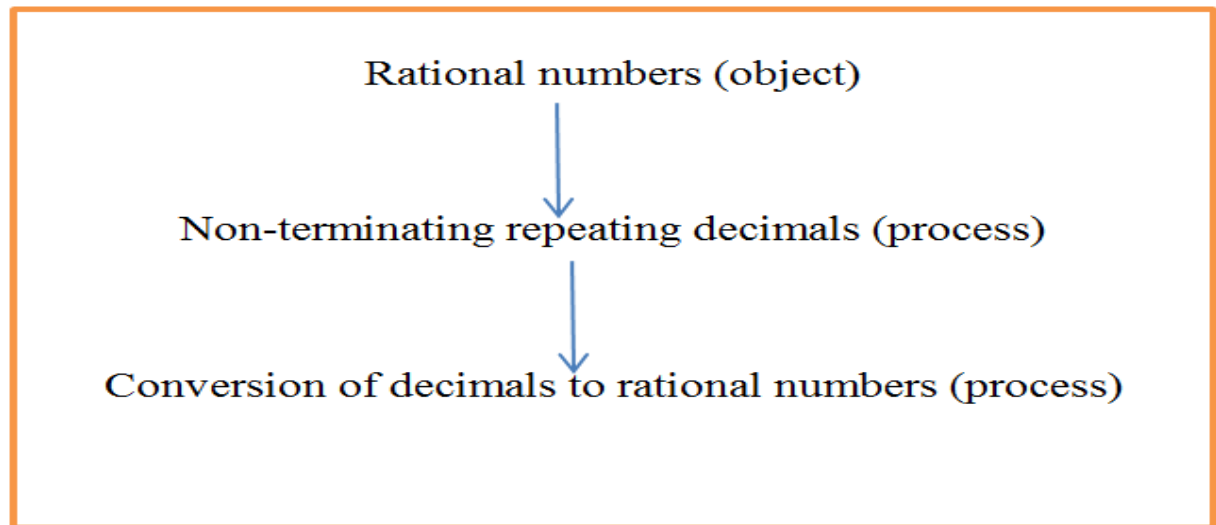 Rational numbers (object)
Non-terminating repeating decimals (process)
Conversion of decimals to rational numbers (process)